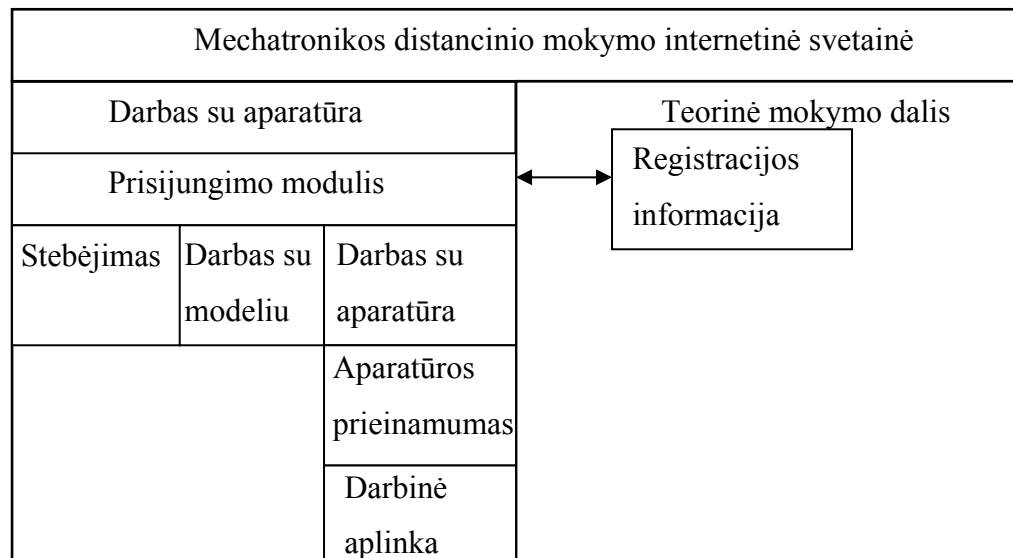 Mechatronikos distancinio mokymo internetinė svetainė
Darbas su aparatūra
Teorinė mokymo dalis
Prisijungimo modulis
Registracijos
informacija
Stebėjimas
Darbas su
modeliu
Darbas su
aparatūra
Aparatūros
prieinamumas
Darbinė
aplinka